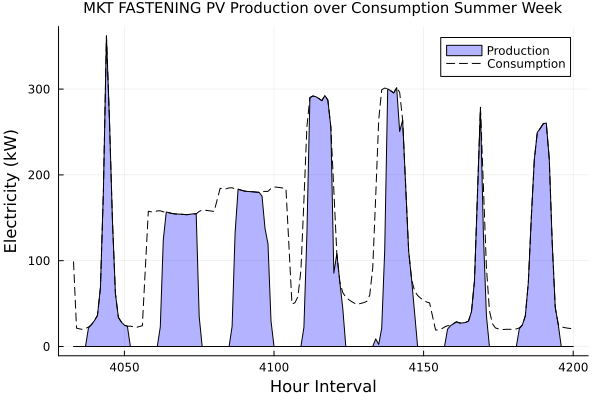 MKT FASTENING PV Production over Consumption Summer Week
Production
Consumption
300
200
100
0
Electricity (kW)
4050
4100
4150
4200
Hour Interval